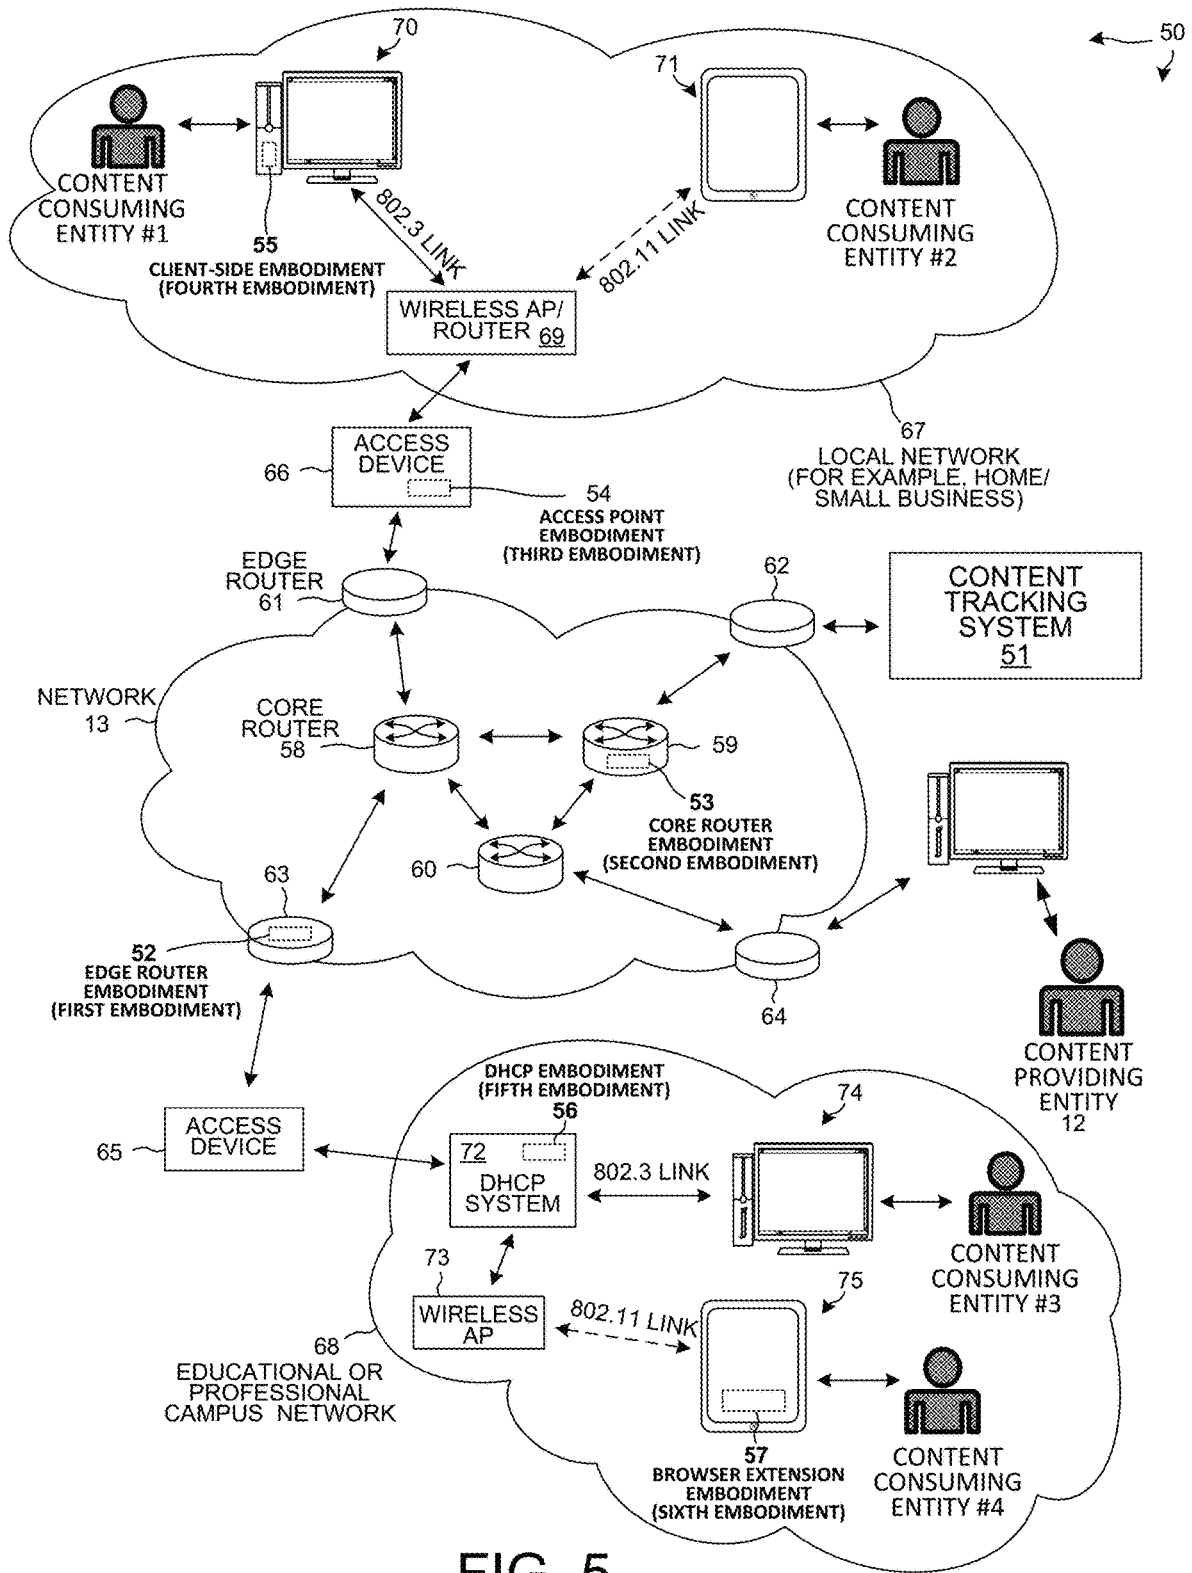 70
50
71
CONTENT
CONSUMING
ENTITY #1
55
CLIENT-SIDE EMBODIMENT
(FOURTH EMBODIMENT)
802.3 LINK
802.11 LINK
CONTENT
CONSUMING
ENTITY #2
WIRELESS AP/
ROUTER 69
67
LOCAL NETWORK
(FOR EXAMPLE, HOME/
SMALL BUSINESS)
ACCESS
DEVICE
66
54
ACCESS POINT
EMBODIMENT
(THIRD EMBODIMENT)
EDGE
ROUTER
61
62
CONTENT
TRACKING
SYSTEM
51
NETWORK
13
CORE
ROUTER
58
59
53
CORE ROUTER
EMBODIMENT
(SECOND EMBODIMENT)
60
63
52
EDGE ROUTER
EMBODIMENT
(FIRST EMBODIMENT)
64
CONTENT
PROVIDING
ENTITY
12
DHCP EMBODIMENT
(FIFTH EMBODIMENT)
56
74
ACCESS
DEVICE
65
72
DHCP
SYSTEM
802.3 LINK
CONTENT
CONSUMING
ENTITY #3
73
WIRELESS
AP
802.11 LINK
75
68
EDUCATIONAL OR
PROFESSIONAL
CAMPUS NETWORK
57
BROWSER EXTENSION
EMBODIMENT
(SIXTH EMBODIMENT)
CONTENT
CONSUMING
ENTITY #4
FIG. 5